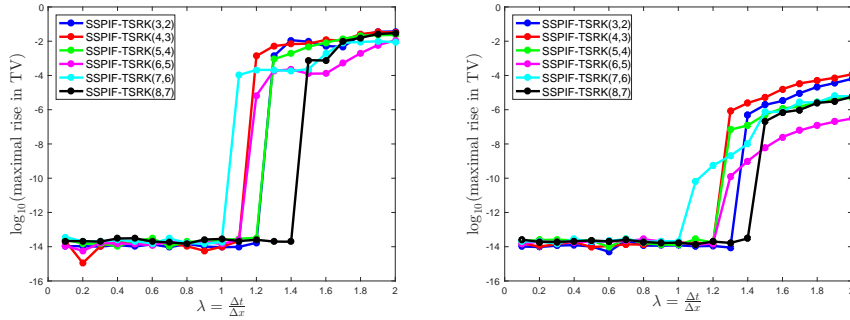 log₁₀(maximal rise in TV)
0
-2
-4
-6
-8
-10
-12
-14
-16
SSPIF-TSRK(3,2)
SSPIF-TSRK(4,3)
SSPIF-TSRK(5,4)
SSPIF-TSRK(6,5)
SSPIF-TSRK(7,6)
SSPIF-TSRK(8,7)
0 0.2 0.4 0.6 0.8 1 1.2 1.4 1.6 1.8 2
λ = Δt/Δx
log₁₀(maximal rise in TV)
0
-2
-4
-6
-8
-10
-12
-14
-16
SSPIF-TSRK(3,2)
SSPIF-TSRK(4,3)
SSPIF-TSRK(5,4)
SSPIF-TSRK(6,5)
SSPIF-TSRK(7,6)
SSPIF-TSRK(8,7)
0 0.2 0.4 0.6 0.8 1 1.2 1.4 1.6 1.8 2
λ = Δt/Δx